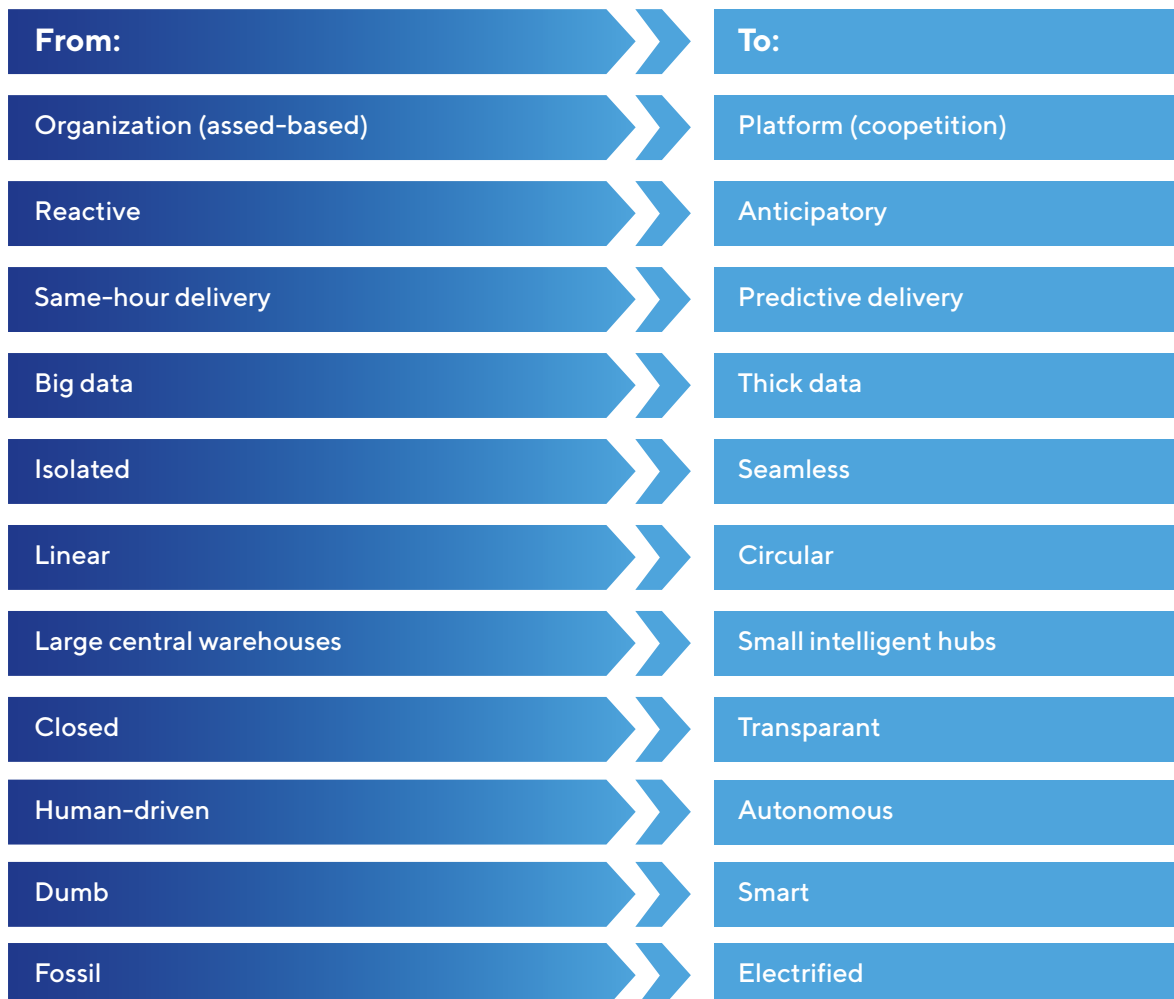 From: To:
Organization (assed-based) Platform (coopetition)
Reactive Anticipatory
Same-hour delivery Predictive delivery
Big data Thick data
Isolated Seamless
Linear Circular
Large central warehouses Small intelligent hubs
Closed Transparant
Human-driven Autonomous
Dumb Smart
Fossil Electrified